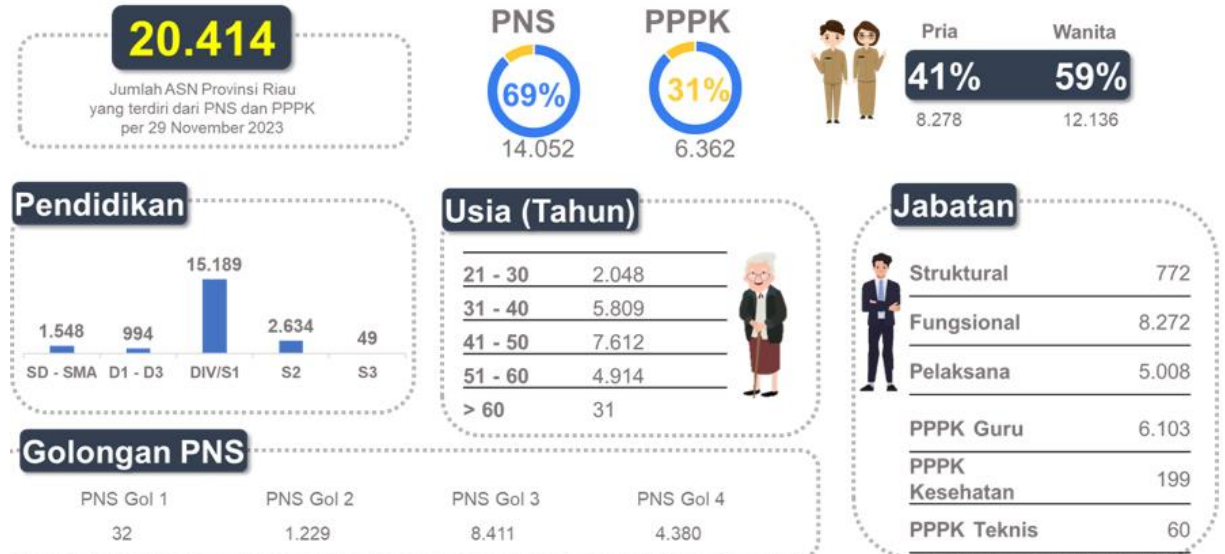 20.414
Jumlah ASN Provinsi Riau
yang terdiri dari PNS dan PPPK
per 29 November 2023
PNS PPPK
69% 31%
14.052 6.362
Pria Wanita
41% 59%
8.278 12.136
Pendidikan
1.548 994 15.189 2.634 49
SD - SMA D1 - D3 DIV/S1 S2 S3
Usia (Tahun)
21 - 30 2.048
31 - 40 5.809
41 - 50 7.612
51 - 60 4.914
> 60 31
Jabatan
Struktural 772
Fungsional 8.272
Pelaksana 5.008
PPPK Guru 6.103
PPPK
Kesehatan 199
PPPK Teknis 60
Golongan PNS
PNS Gol 1 PNS Gol 2 PNS Gol 3 PNS Gol 4
32 1.229 8.411 4.380